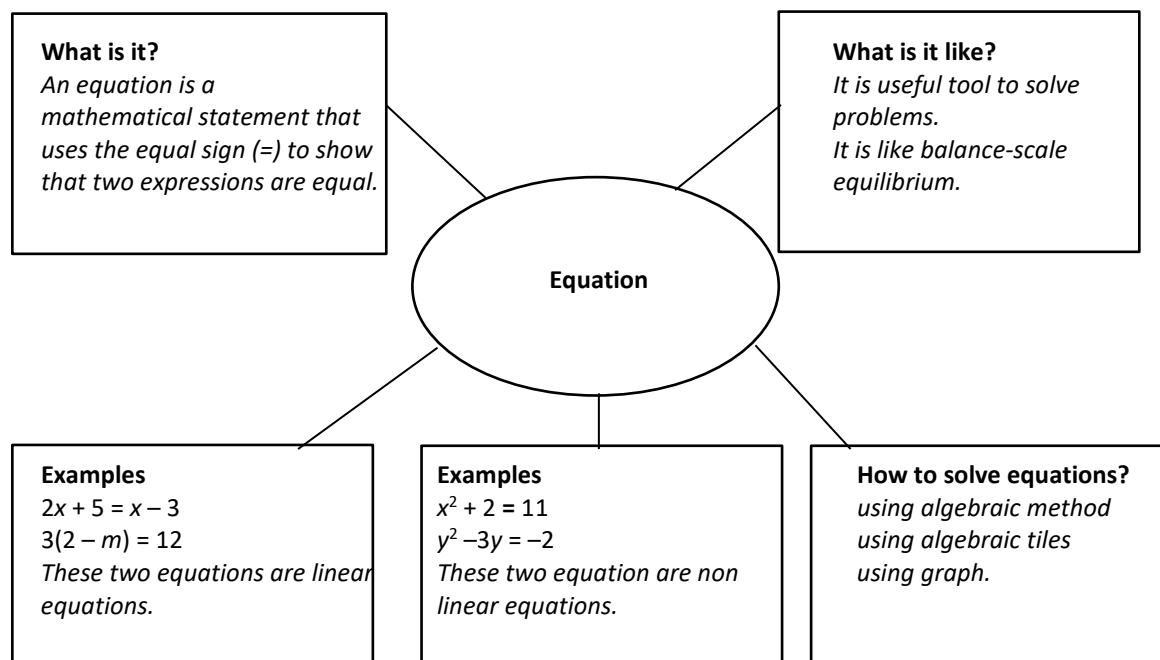 What is it?
An equation is a
mathematical statement that
uses the equal sign (=) to show
that two expressions are equal.
What is it like?
It is useful tool to solve
problems.
It is like balance-scale
equilibrium.
Equation
Examples
2x + 5 = x – 3
3(2 – m) = 12
These two equations are linear
equations.
Examples
x² + 2 = 11
y² –3y = –2
These two equation are non
linear equations.
How to solve equations?
using algebraic method
using algebraic tiles
using graph.